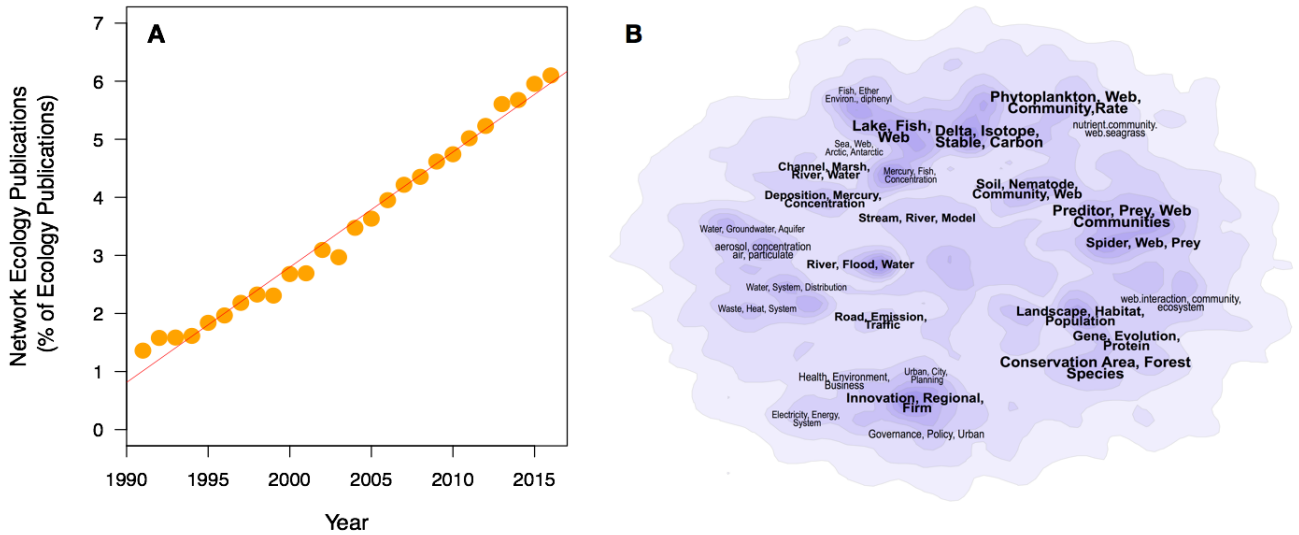 A
Network Ecology Publications
(% of Ecology Publications)
7
6
5
4
3
2
1
0
1990
1995
2000
2005
2010
2015
Year
B
Fish, Ether
Environ., diphenyl
Phytoplankton, Web,
Community,Rate
Lake, Fish,
Web
Delta, Isotope,
Stable, Carbon
nutrient.community.
web.seagrass
Sea, Web,
Arctic, Antarctic
Channel, Marsh,
River, Water
Mercury, Fish,
Concentration
Deposition, Mercury,
Concentration
Soil, Nematode,
Community, Web
Stream, River, Model
Preditor, Prey, Web
Communities
Water, Groundwater, Aquifer
aerosol, concentration
air, particulate
Spider, Web, Prey
River, Flood, Water
Water, System, Distribution
Waste, Heat, System
web.interaction, community,
ecosystem
Road, Emission,
Traffic
Landscape, Habitat,
Population
Gene, Evolution,
Protein
Conservation Area, Forest
Species
Health, Environment,
Business
Urban, City,
Planning
Innovation, Regional,
Firm
Electricity, Energy,
System
Governance, Policy, Urban